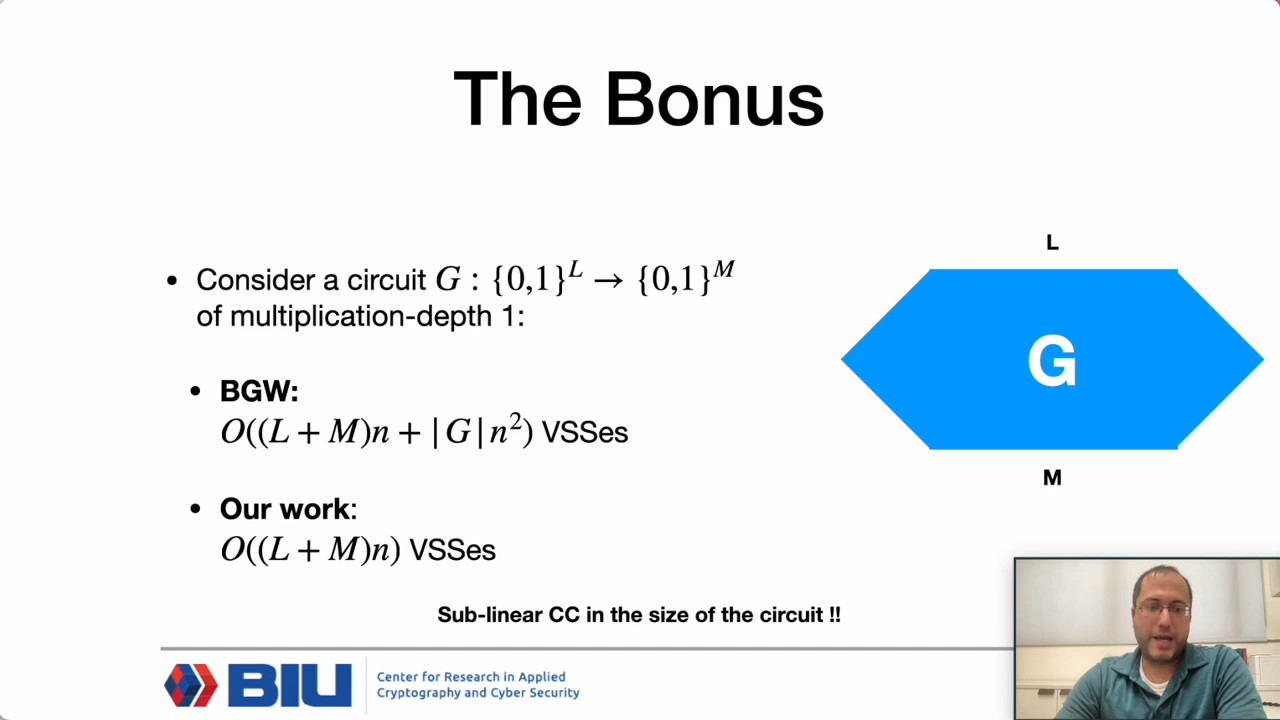 The Bonus
L
• Consider a circuit G : {0,1}^L → {0,1}^M
of multiplication-depth 1:
G
• BGW:
O((L + M)n + |G|n²) VSSes
M
• Our work:
O((L + M)n) VSSes
Sub-linear CC in the size of the circuit !!
BIU
Center for Research in Applied
Cryptography and Cyber Security